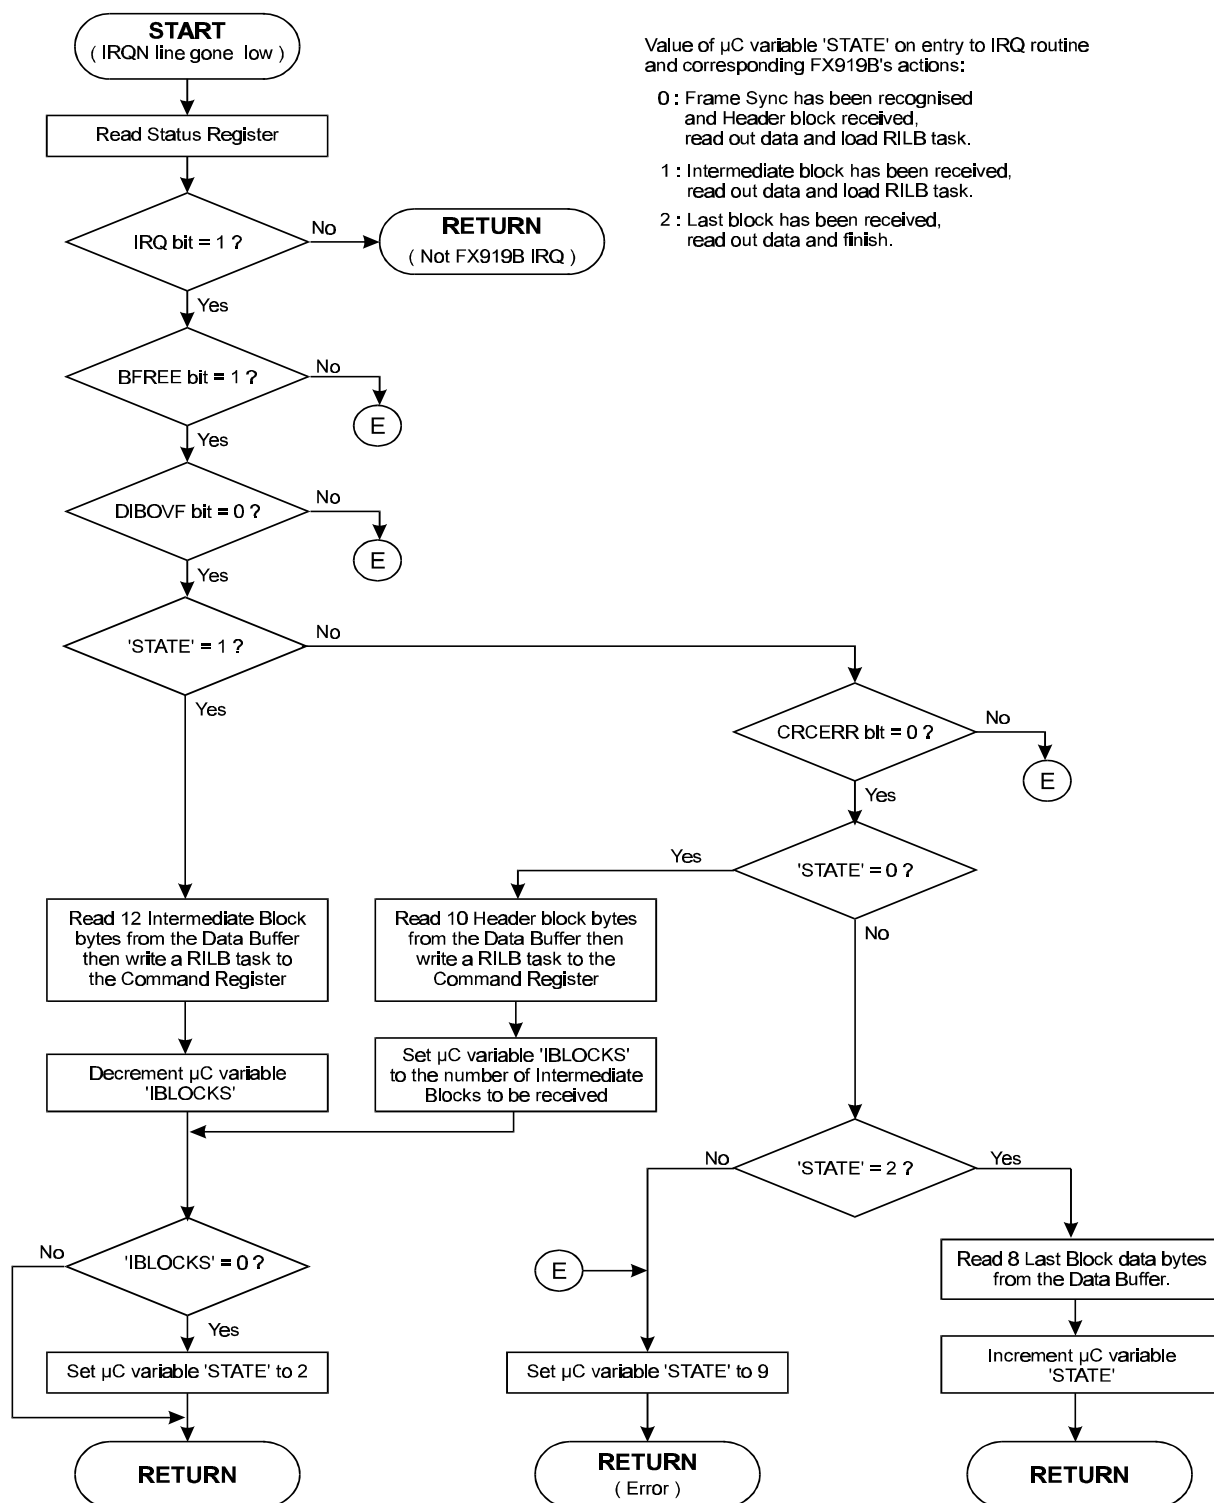 START
( IRQN line gone low )
Value of µC variable 'STATE' on entry to IRQ routine
and corresponding FX919B's actions:
0 : Frame Sync has been recognised
and Header block received,
read out data and load RILB task.
1 : Intermediate block has been received,
read out data and load RILB task.
2 : Last block has been received,
read out data and finish.
Read Status Register
IRQ bit = 1 ?
No
RETURN
( Not FX919B IRQ )
Yes
BFREE bit = 1 ?
No
E
Yes
DIBOVF bit = 0 ?
No
E
Yes
'STATE' = 1 ?
No
Yes
CRCERR bit = 0 ?
No
E
Yes
'STATE' = 0 ?
Yes
No
Read 12 Intermediate Block
bytes from the Data Buffer
then write a RILB task to
the Command Register
Read 10 Header block bytes
from the Data Buffer then
write a RILB task to the
Command Register
Decrement µC variable
'IBLOCKS'
Set µC variable 'IBLOCKS'
to the number of Intermediate
Blocks to be received
'STATE' = 2 ?
No
Yes
'IBLOCKS' = 0 ?
No
Yes
E
Read 8 Last Block data bytes
from the Data Buffer.
Set µC variable 'STATE' to 2
Set µC variable 'STATE' to 9
Increment µC variable
'STATE'
RETURN
RETURN
( Error )
RETURN